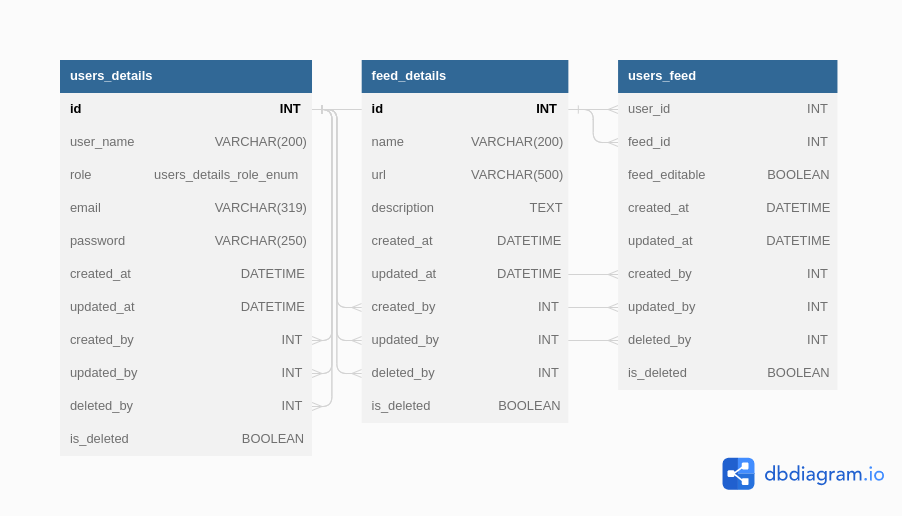 users_details
id INT
user_name VARCHAR(200)
role users_details_role_enum
email VARCHAR(319)
password VARCHAR(250)
created_at DATETIME
updated_at DATETIME
created_by INT
updated_by INT
deleted_by INT
is_deleted BOOLEAN
feed_details
id INT
name VARCHAR(200)
url VARCHAR(500)
description TEXT
created_at DATETIME
updated_at DATETIME
created_by INT
updated_by INT
deleted_by INT
is_deleted BOOLEAN
users_feed
user_id INT
feed_id INT
feed_editable BOOLEAN
created_at DATETIME
updated_at DATETIME
created_by INT
updated_by INT
deleted_by INT
is_deleted BOOLEAN
dbdiagram.io